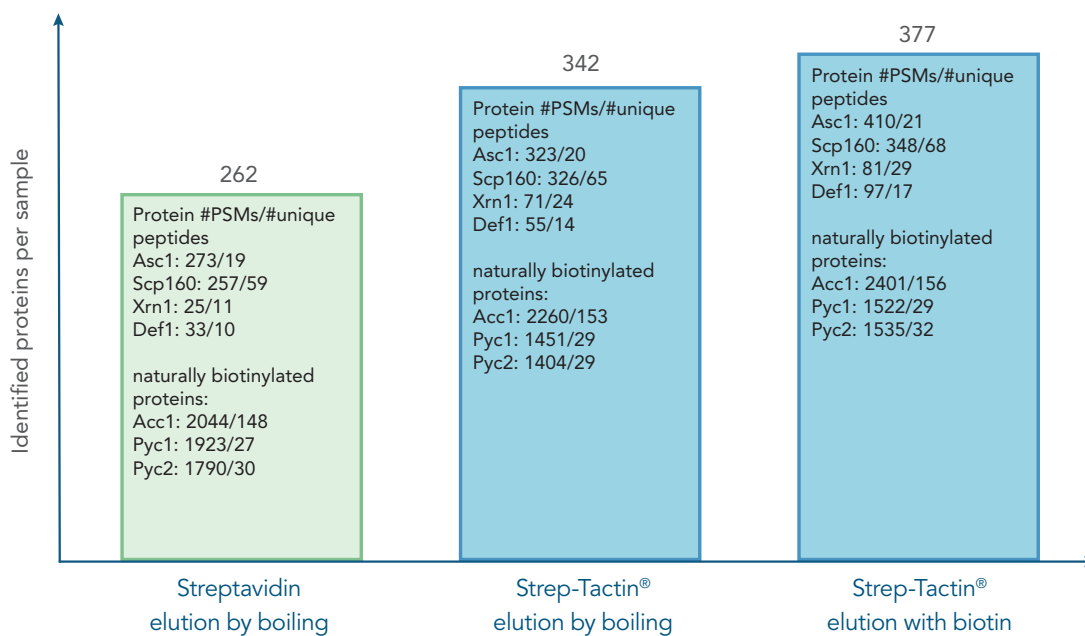 Identified proteins per sample
262
Protein #PSMs/#unique
peptides
Asc1: 273/19
Scp160: 257/59
Xrn1: 25/11
Def1: 33/10
naturally biotinylated
proteins:
Acc1: 2044/148
Pyc1: 1923/27
Pyc2: 1790/30
Streptavidin
elution by boiling
342
Protein #PSMs/#unique
peptides
Asc1: 323/20
Scp160: 326/65
Xrn1: 71/24
Def1: 55/14
naturally biotinylated
proteins:
Acc1: 2260/153
Pyc1: 1451/29
Pyc2: 1404/29
Strep-Tactin®
elution by boiling
377
Protein #PSMs/#unique
peptides
Asc1: 410/21
Scp160: 348/68
Xrn1: 81/29
Def1: 97/17
naturally biotinylated
proteins:
Acc1: 2401/156
Pyc1: 1522/29
Pyc2: 1535/32
Strep-Tactin®
elution with biotin